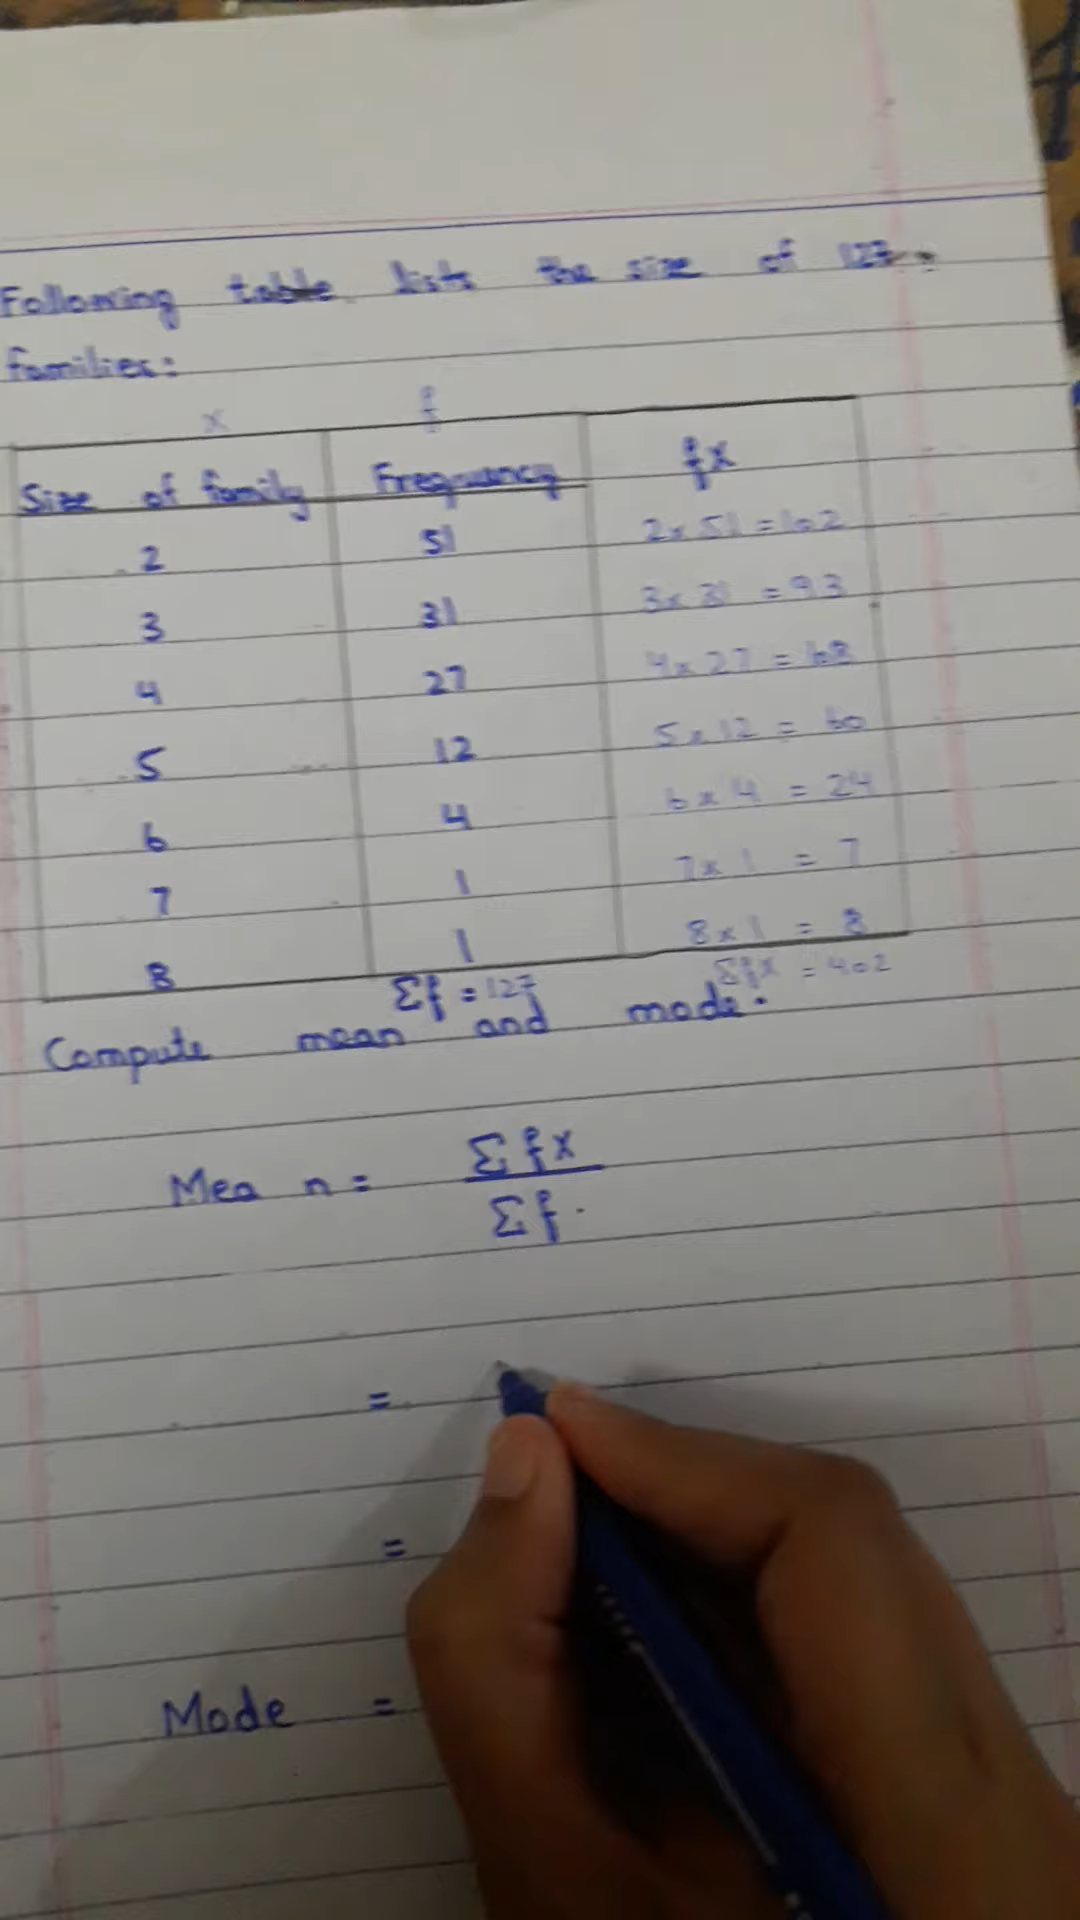 Following table lists the size of 127
families:
x f
Size of family Frequency fx
2 51 2x51=102
3 31 3x31 =93
4 27 4x27 = 108
5 12 5x12 = 60
6 4 6x4 = 24
7 1 7x1 = 7
8 1 8x1 = 8
Σf = 127 Σfx = 402
Compute mean and mode.
Mea n = Σfx
Σf.
=
=
Mode =